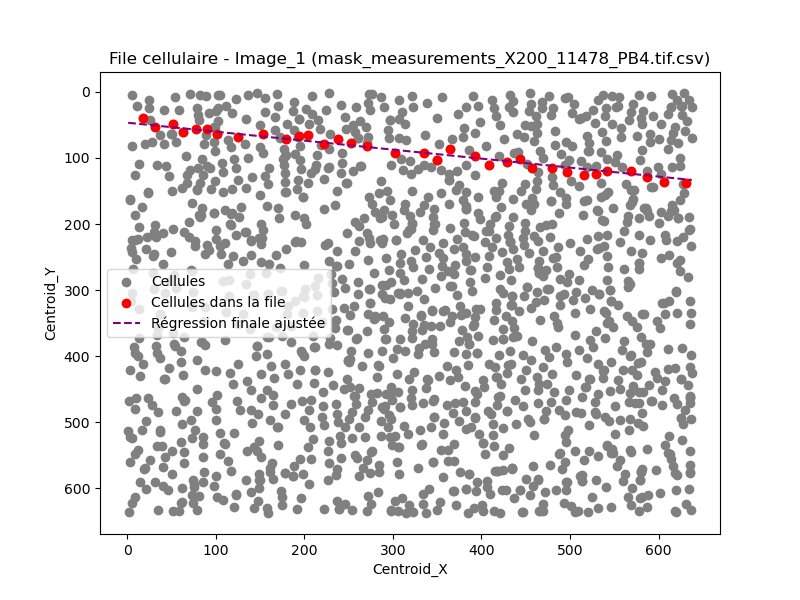 File cellulaire - Image_1 (mask_measurements_X200_11478_PB4.tif.csv)
0
100
200
300
400
500
600
Centroid_Y
Cellules
Cellules dans la file
Régression finale ajustée
0 100 200 300 400 500 600
Centroid_X